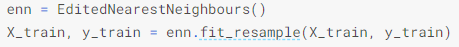 enn = EditedNearestNeighbours()
X_train, y_train = enn.fit_resample(X_train, y_train)